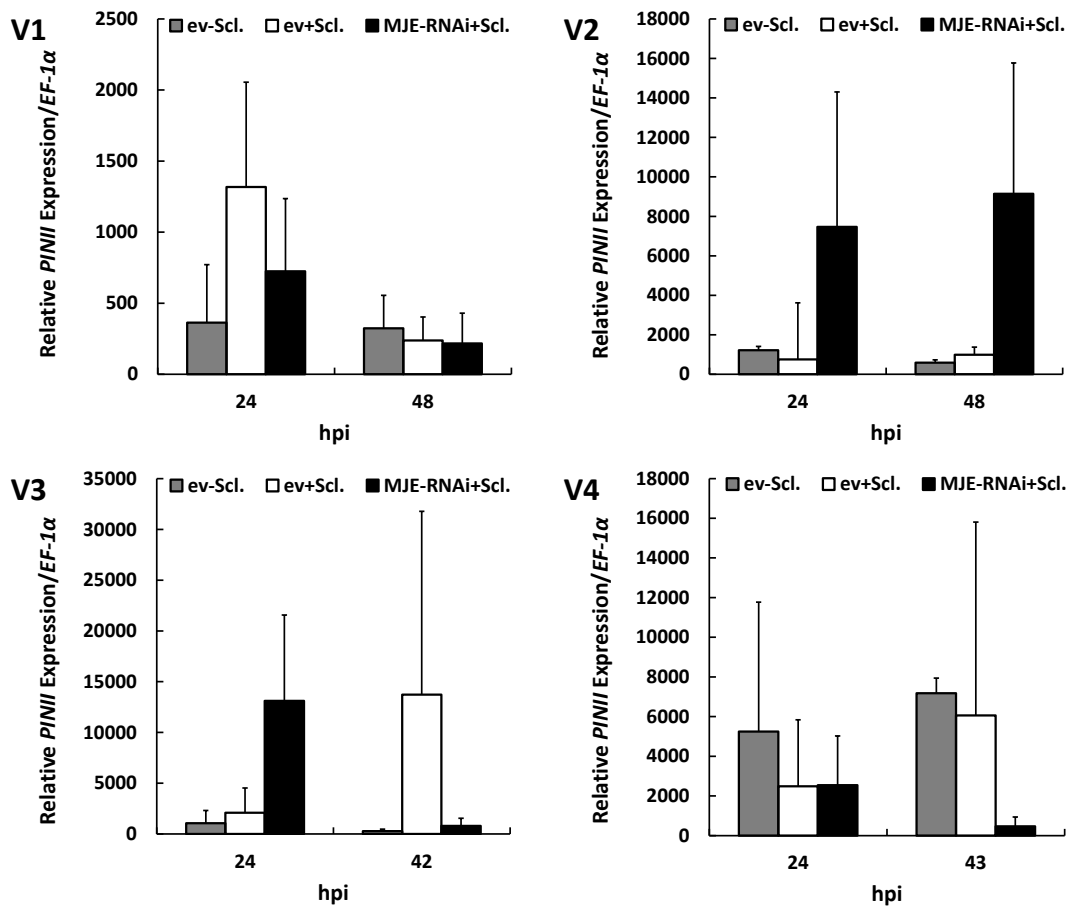 V1
ev-Scl. ev+Scl. MJE-RNAi+Scl.
Relative PINII Expression/EF-1α
2500
2000
1500
1000
500
0
24 48
hpi
V2
ev-Scl. ev+Scl. MJE-RNAi+Scl.
Relative PINII Expression/EF-1α
18000
16000
14000
12000
10000
8000
6000
4000
2000
0
24 48
hpi
V3
ev-Scl. ev+Scl. MJE-RNAi+Scl.
Relative PINII Expression/EF-1α
35000
30000
25000
20000
15000
10000
5000
0
24 42
hpi
V4
ev-Scl. ev+Scl. MJE-RNAi+Scl.
Relative PINII Expression/EF-1α
18000
16000
14000
12000
10000
8000
6000
4000
2000
0
24 43
hpi